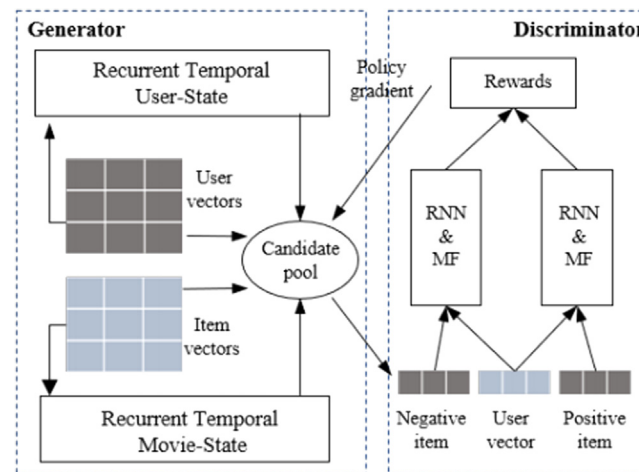 Generator
Recurrent Temporal
User-State
User
vectors
Candidate
pool
Item
vectors
Recurrent Temporal
Movie-State
Discriminator
Policy
gradient
Rewards
RNN
&
MF
RNN
&
MF
Negative
item
User
vector
Positive
item